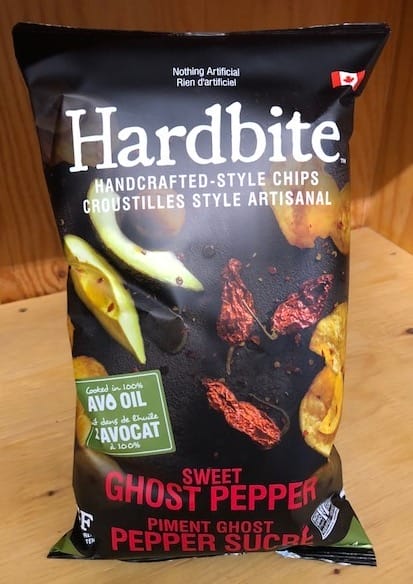 Nothing Artificial
Rien d'artificiel
Hardbite
HANDCRAFTED-STYLE CHIPS
CROUSTILLES STYLE ARTISANAL
Cooked in 100%
AVO OIL
dans de l'huile
AVOCAT
à 100%
SWEET
GHOST PEPPER
PIMENT GHOST
PEPPER SUCRÉ